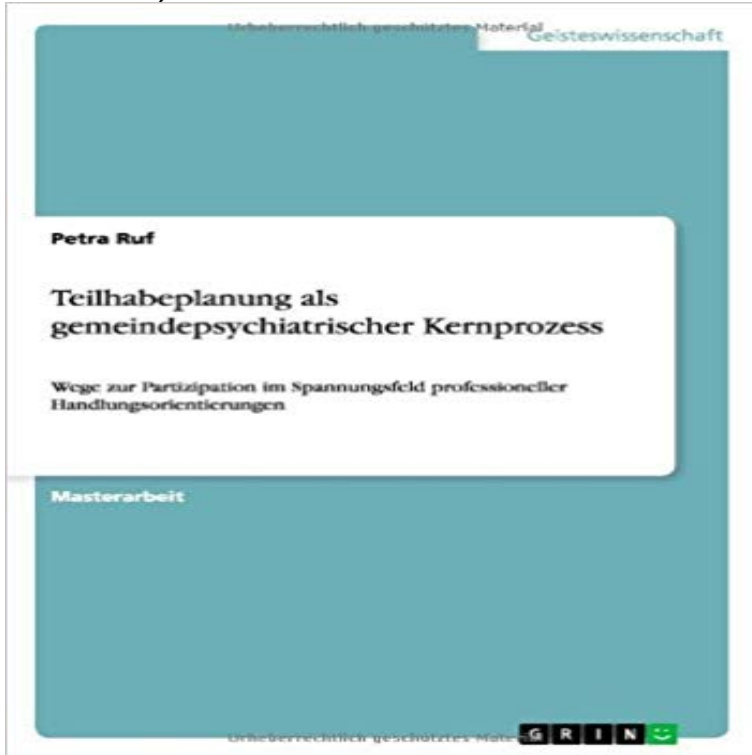 Urheberrechtlich geschütztes Material
Geisteswissenschaft
Petra Ruf
Teilhabeplanung als
gemeindepsychiatrischer Kernprozess
Wege zur Partizipation im Spannungsfeld professioneller
Handlungsorientierungen
Masterarbeit
Urheberrechtlich geschütztes Mate
GRIN